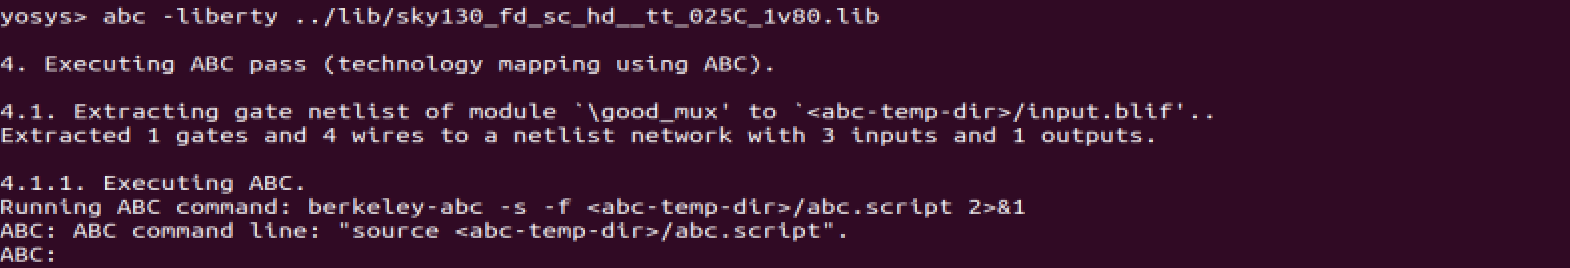 yosys> abc -liberty ../lib/sky130_fd_sc_hd__tt_025C_1v80.lib
4. Executing ABC pass (technology mapping using ABC).
4.1. Extracting gate netlist of module `\good_mux' to `<abc-temp-dir>/input.blif'..
Extracted 1 gates and 4 wires to a netlist network with 3 inputs and 1 outputs.
4.1.1. Executing ABC.
Running ABC command: berkeley-abc -s -f <abc-temp-dir>/abc.script 2>&1
ABC: ABC command line: "source <abc-temp-dir>/abc.script".
ABC: